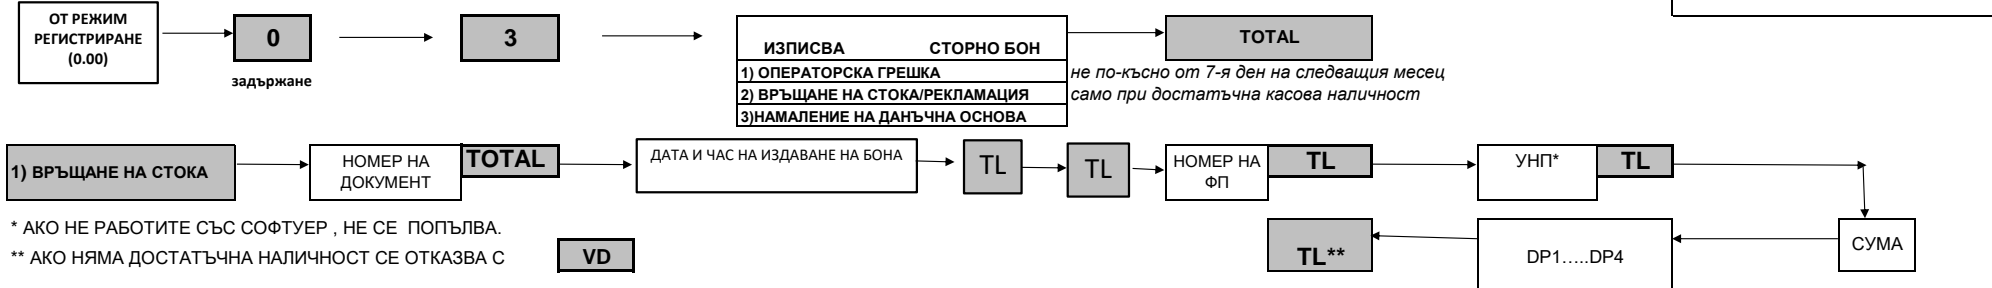 ОТ РЕЖИМ
РЕГИСТРИРАНЕ
(0.00)
0
задържане
3
ИЗПИСВА СТОРНО БОН
1) ОПЕРАТОРСКА ГРЕШКА
2) ВРЪЩАНЕ НА СТОКА/РЕКЛАМАЦИЯ
3)НАМАЛЕНИЕ НА ДАНЪЧНА ОСНОВА
TOTAL
не по-късно от 7-я ден на следващия месец
само при достатъчна касова наличност
1) ВРЪЩАНЕ НА СТОКА
НОМЕР НА
ДОКУМЕНТ
TOTAL
ДАТА И ЧАС НА ИЗДАВАНЕ НА БОНА
TL
TL
НОМЕР НА
ФП
TL
УНП*
TL
СУМА
DP1…..DP4
TL**
* АКО НЕ РАБОТИТЕ СЪС СОФТУЕР , НЕ СЕ ПОПЪЛВА.
** АКО НЯМА ДОСТАТЪЧНА НАЛИЧНОСТ СЕ ОТКАЗВА С
VD